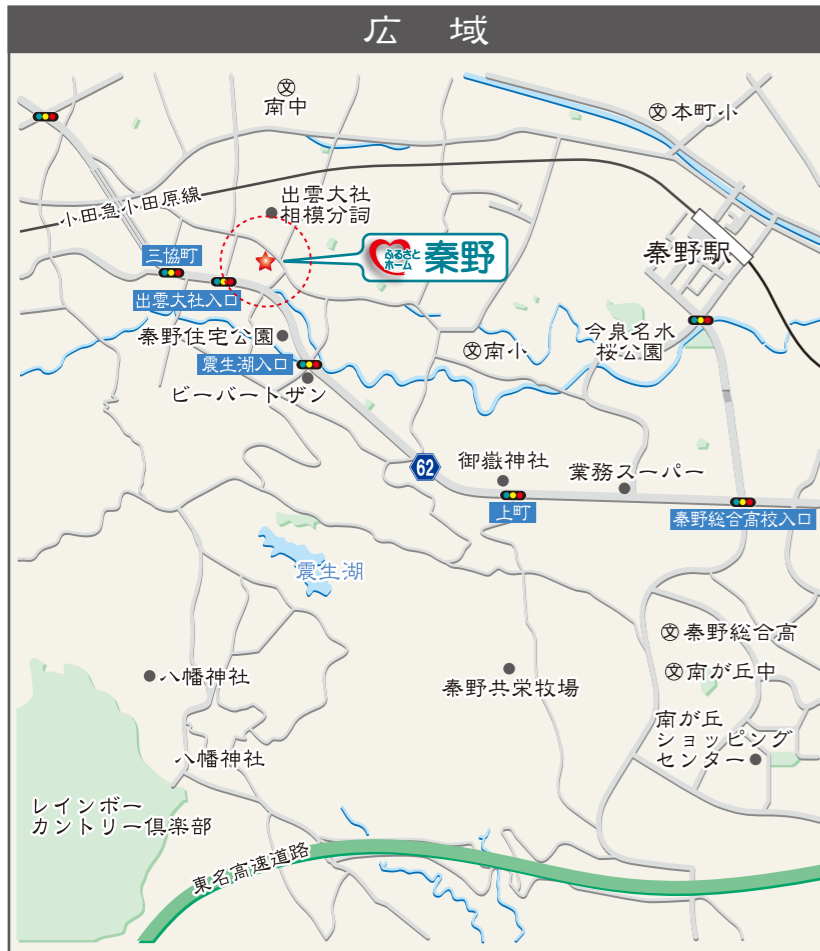 広域
文
南中
文本町小
小田急小田原線
出雲大社
相模分詞
ふるさと
ホーム
秦野
秦野駅
三協町
出雲大社入口
秦野住宅公園
今泉名水
桜公園
文南小
震生湖入口
ビーバートザン
62
御嶽神社
業務スーパー
上町
秦野総合高校入口
震生湖
文秦野総合高
文南が丘中
八幡神社
秦野共栄牧場
南が丘
ショッピング
センター
八幡神社
レインボー
カントリー倶楽部
東名高速道路